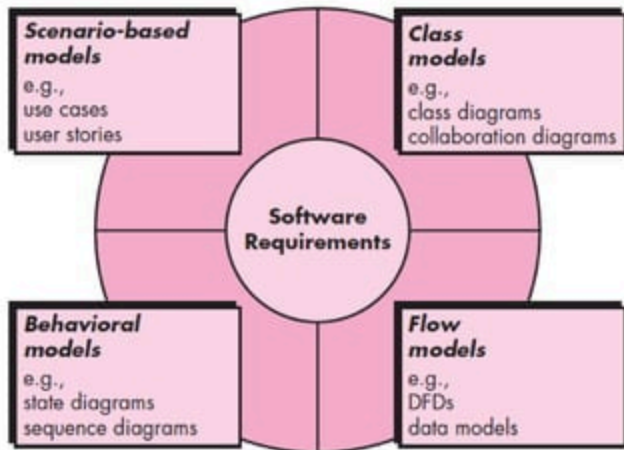 Scenario-based
models
e.g.,
use cases
user stories
Class
models
e.g.,
class diagrams
collaboration diagrams
Software
Requirements
Behavioral
models
e.g.,
state diagrams
sequence diagrams
Flow
models
e.g.,
DFDs
data models